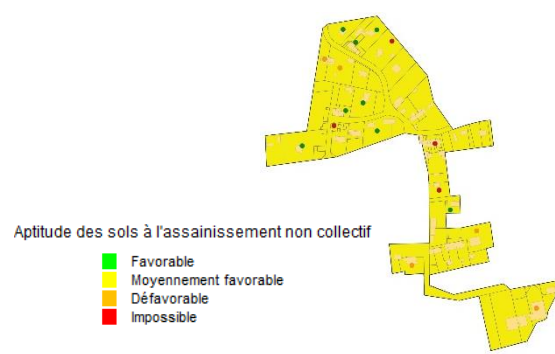 Aptitude des sols à l'assainissement non collectif
Favorable
Moyennement favorable
Défavorable
Impossible